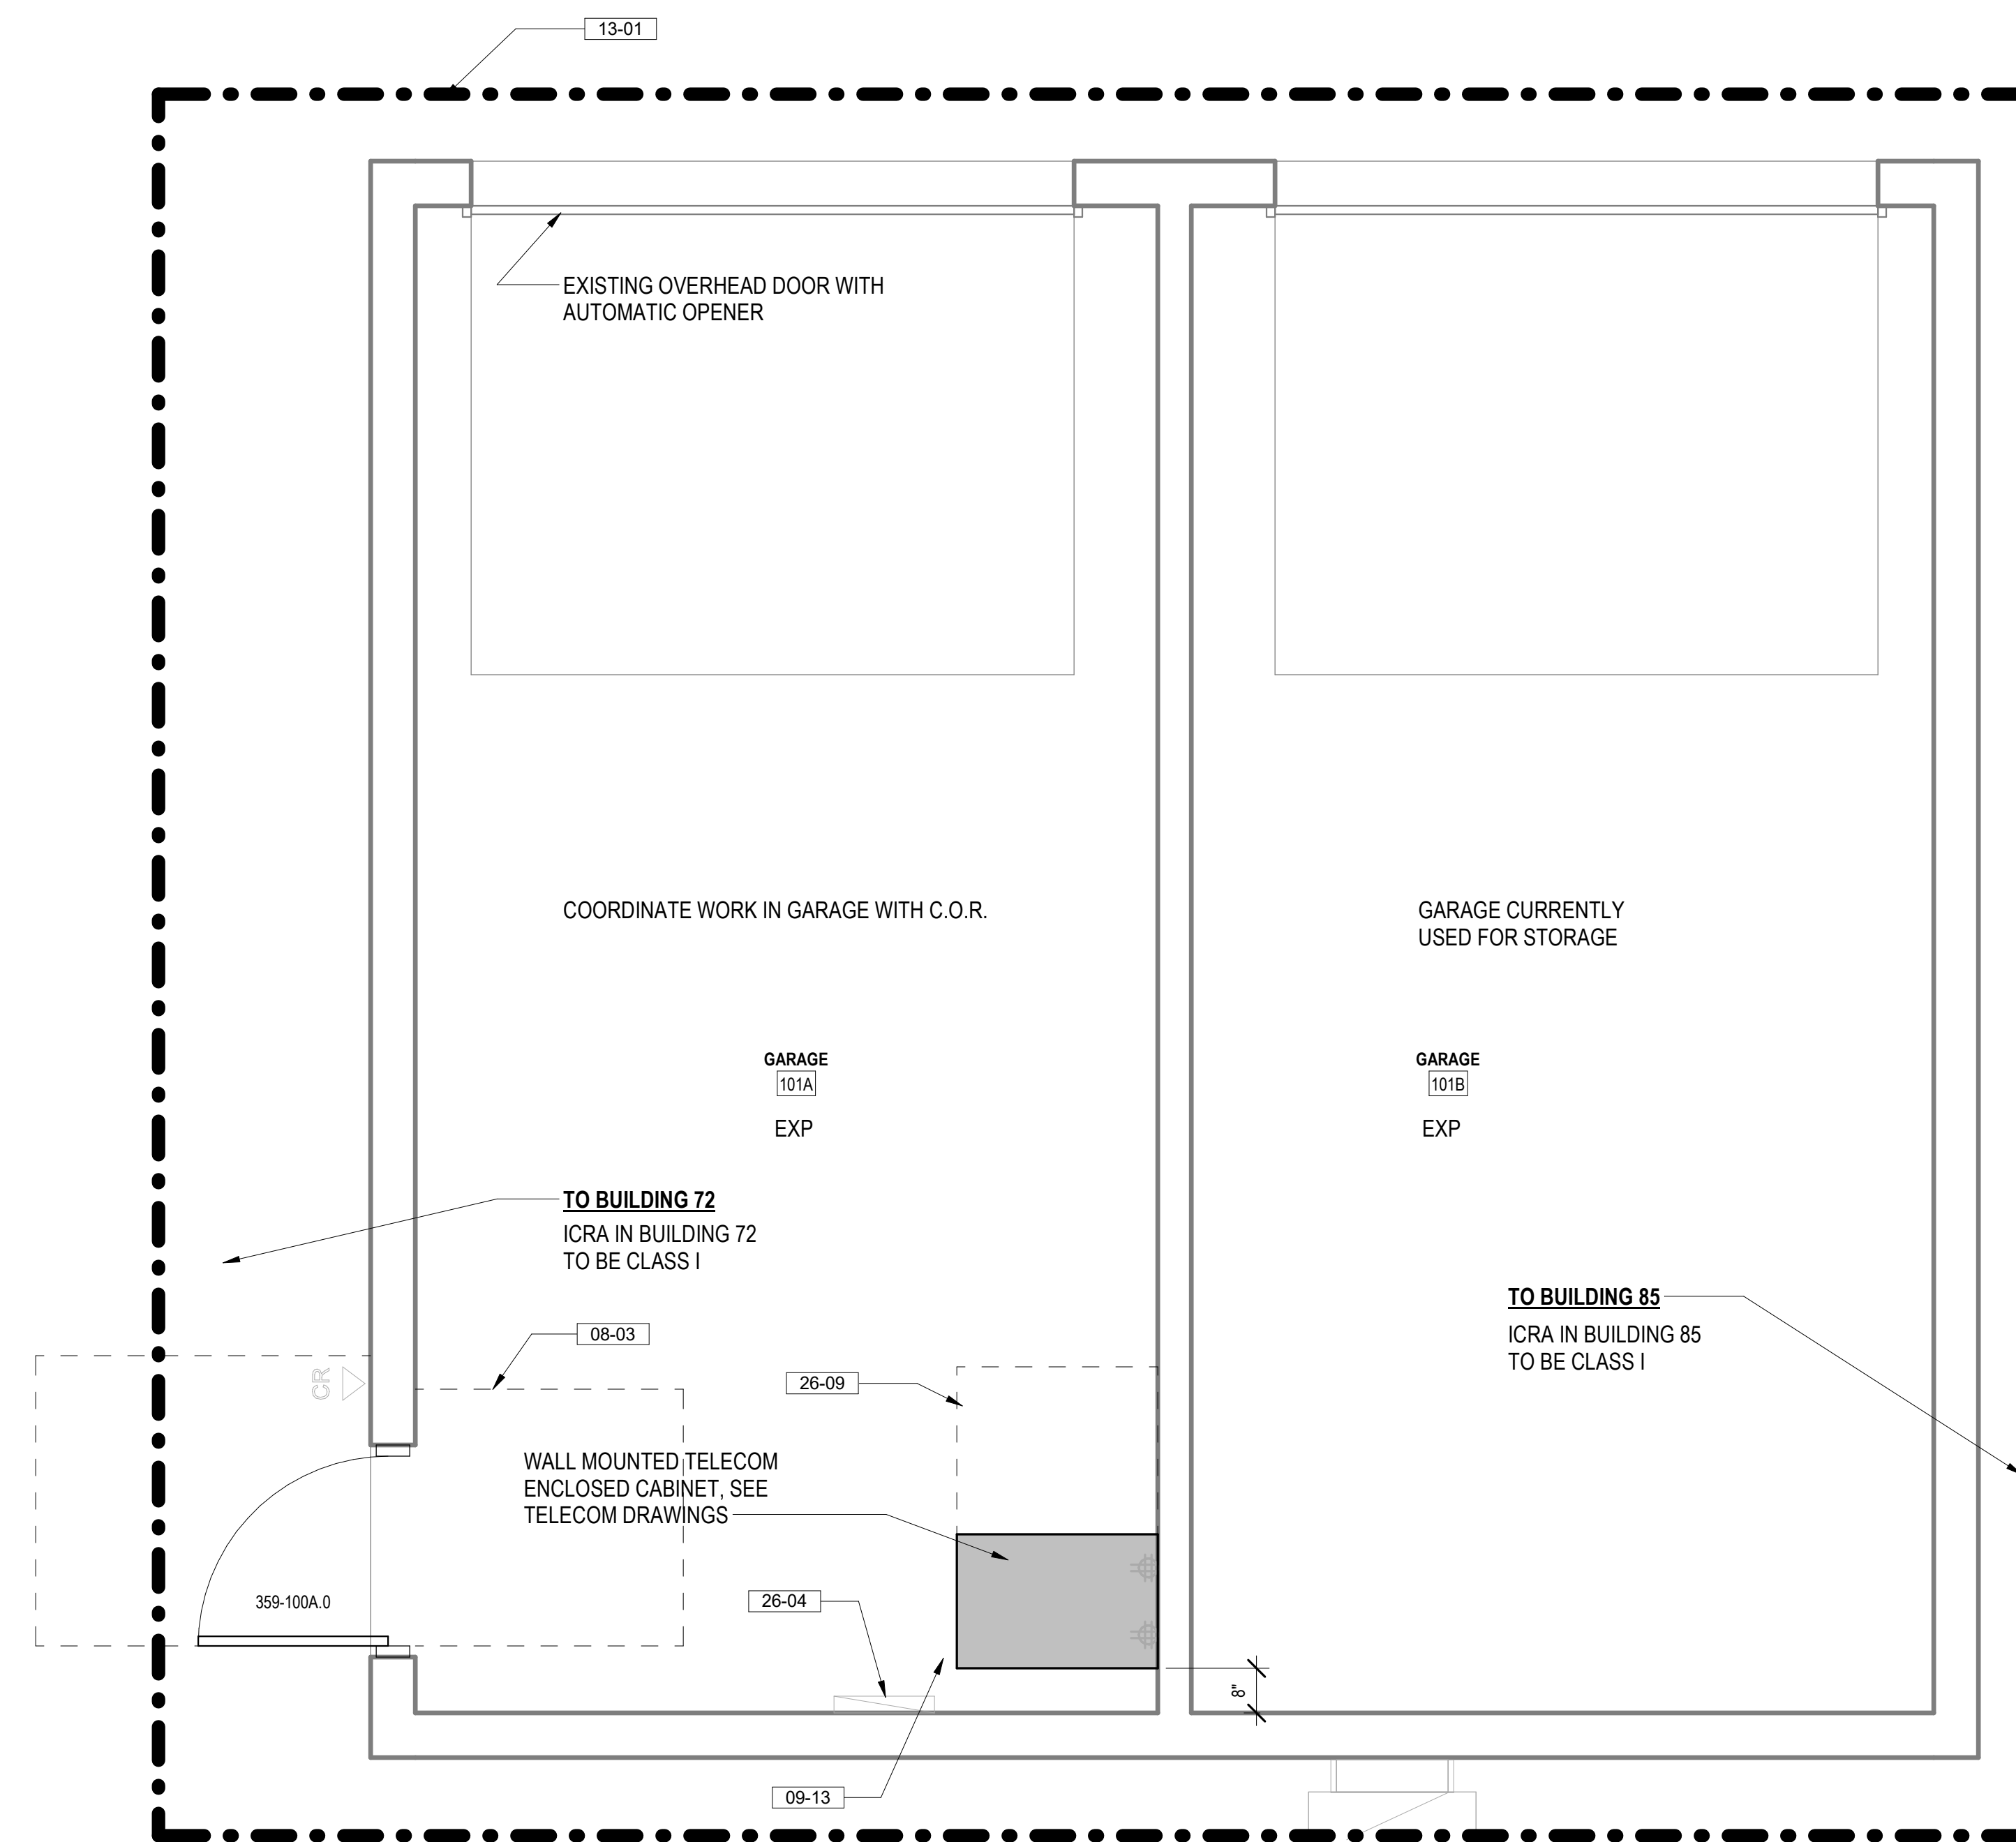 13-01
EXISTING OVERHEAD DOOR WITH
AUTOMATIC OPENER
COORDINATE WORK IN GARAGE WITH C.O.R.
GARAGE CURRENTLY
USED FOR STORAGE
GARAGE
101A
EXP
GARAGE
101B
EXP
TO BUILDING 72
ICRA IN BUILDING 72
TO BE CLASS I
TO BUILDING 85
ICRA IN BUILDING 85
TO BE CLASS I
08-03
CR
26-09
WALL MOUNTED TELECOM
ENCLOSED CABINET, SEE
TELECOM DRAWINGS
359-100A.0
26-04
8"
09-13